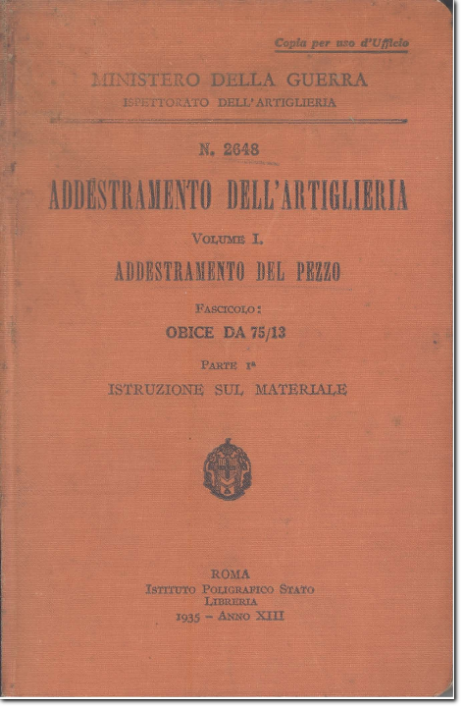 Copia per uso d'Ufficio
MINISTERO DELLA GUERRA
ISPETTORATO DELL'ARTIGLIERIA
N. 2648
ADDESTRAMENTO DELL'ARTIGLIERIA
VOLUME I.
ADDESTRAMENTO DEL PEZZO
FASCICOLO:
OBICE DA 75/13
PARTE Iª
ISTRUZIONE SUL MATERIALE
ROMA
ISTITUTO POLIGRAFICO STATO
LIBRERIA
1935 - ANNO XIII